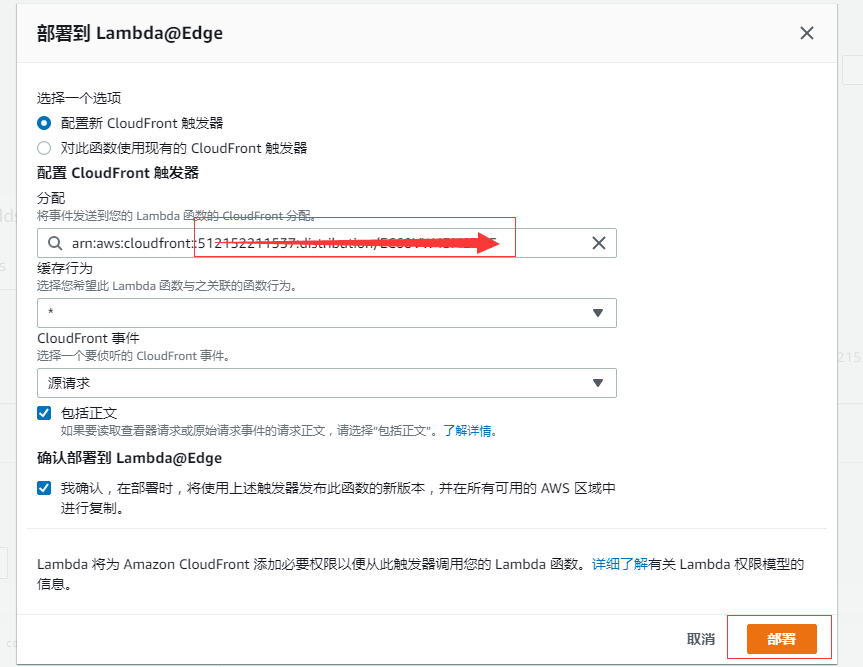 部署到 Lambda@Edge
选择一个选项
配置新 CloudFront 触发器
对此函数使用现有的 CloudFront 触发器
配置 CloudFront 触发器
分配
将事件发送到您的 Lambda 函数的 CloudFront 分配。
arn:aws:cloudfront::
缓存行为
选择您希望此 Lambda 函数与之关联的函数行为。
*
CloudFront 事件
选择一个要侦听的 CloudFront 事件。
源请求
包括正文
如果要读取查看器请求或原始请求事件的请求正文，请选择“包括正文”。了解详情。
确认部署到 Lambda@Edge
我确认，在部署时，将使用上述触发器发布此函数的新版本，并在所有可用的 AWS 区域中
进行复制。
Lambda 将为 Amazon CloudFront 添加必要权限以便从此触发器调用您的 Lambda 函数。详细了解有关 Lambda 权限模型的
信息。
取消
部署